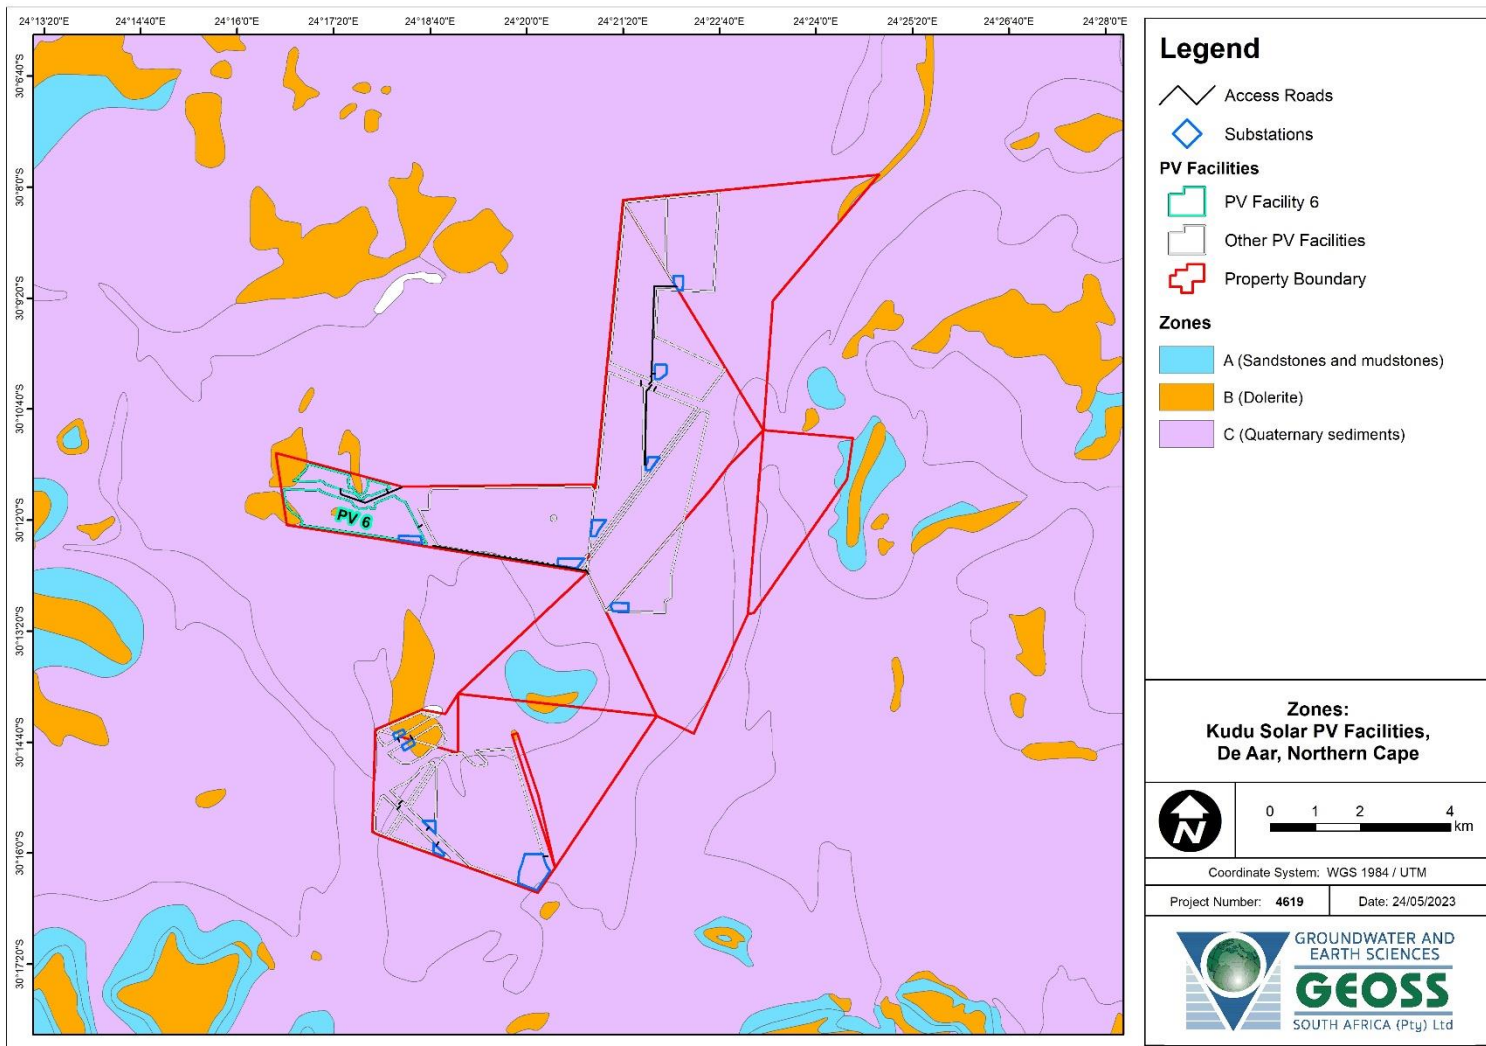 24°13'20"E 24°14'40"E 24°16'0"E 24°17'20"E 24°18'40"E 24°20'0"E 24°21'20"E 24°22'40"E 24°24'0"E 24°25'20"E 24°26'40"E 24°28'0"E
30°6'40"S
30°8'0"S
30°9'20"S
30°10'40"S
30°12'0"S
30°13'20"S
30°14'40"S
30°16'0"S
30°17'20"S
PV 6
Legend
Access Roads
Substations
PV Facilities
PV Facility 6
Other PV Facilities
Property Boundary
Zones
A (Sandstones and mudstones)
B (Dolerite)
C (Quaternary sediments)
Zones:
Kudu Solar PV Facilities,
De Aar, Northern Cape
N
0 1 2 4
km
Coordinate System: WGS 1984 / UTM
Project Number: 4619 Date: 24/05/2023
GROUNDWATER AND
EARTH SCIENCES
GEOSS
SOUTH AFRICA (Pty) Ltd